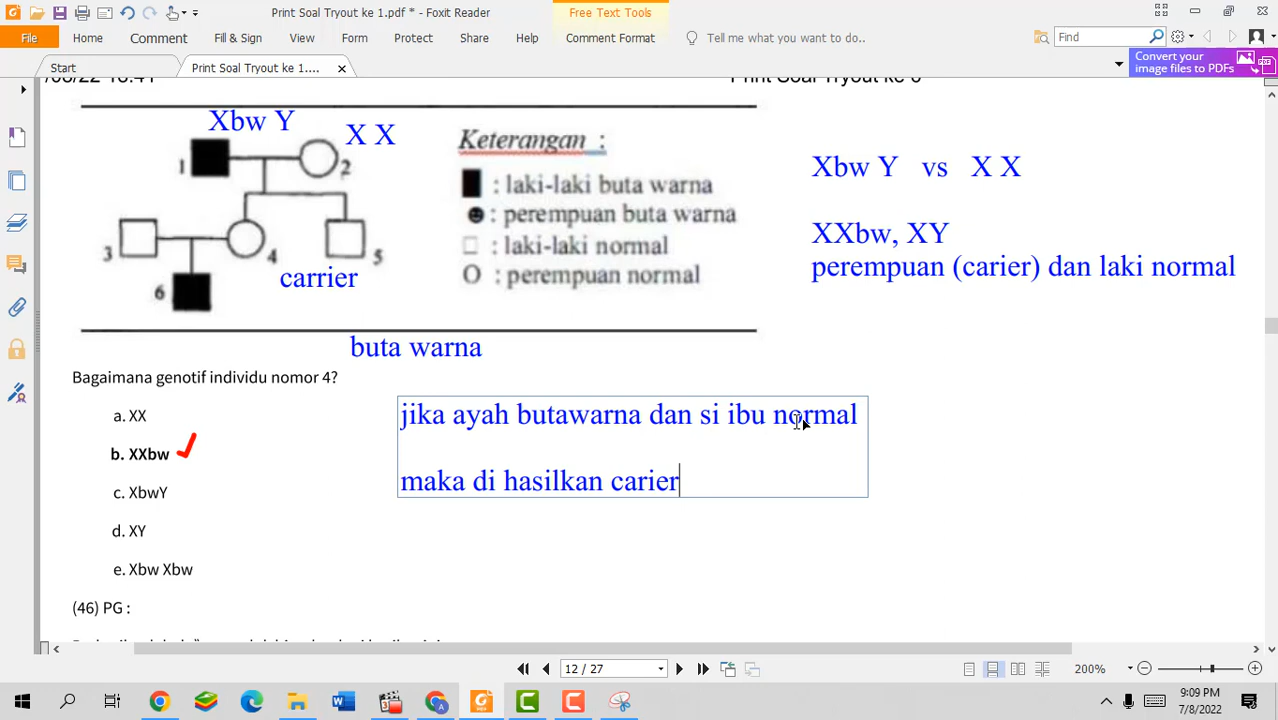 Print Soal Tryout ke 1.pdf * - Foxit Reader
Free Text Tools
File Home Comment Fill & Sign View Form Protect Share Help Comment Format Tell me what you want to do.. Find
Start
Print Soal Tryout ke 1....
Convert your
image files to PDFs
Print Soal Tryout ke 6
Xbw Y
X X
1
2
3
4
5
6
carrier
Keterangan :
: laki-laki buta warna
: perempuan buta warna
: laki-laki normal
: perempuan normal
Xbw Y vs X X
XXbw, XY
perempuan (carier) dan laki normal
buta warna
Bagaimana genotif individu nomor 4?
a. XX
b. XXbw
c. XbwY
d. XY
e. Xbw Xbw
jika ayah butawarna dan si ibu normal
maka di hasilkan carier
(46) PG :
12 / 27
200%
9:09 PM
7/8/2022